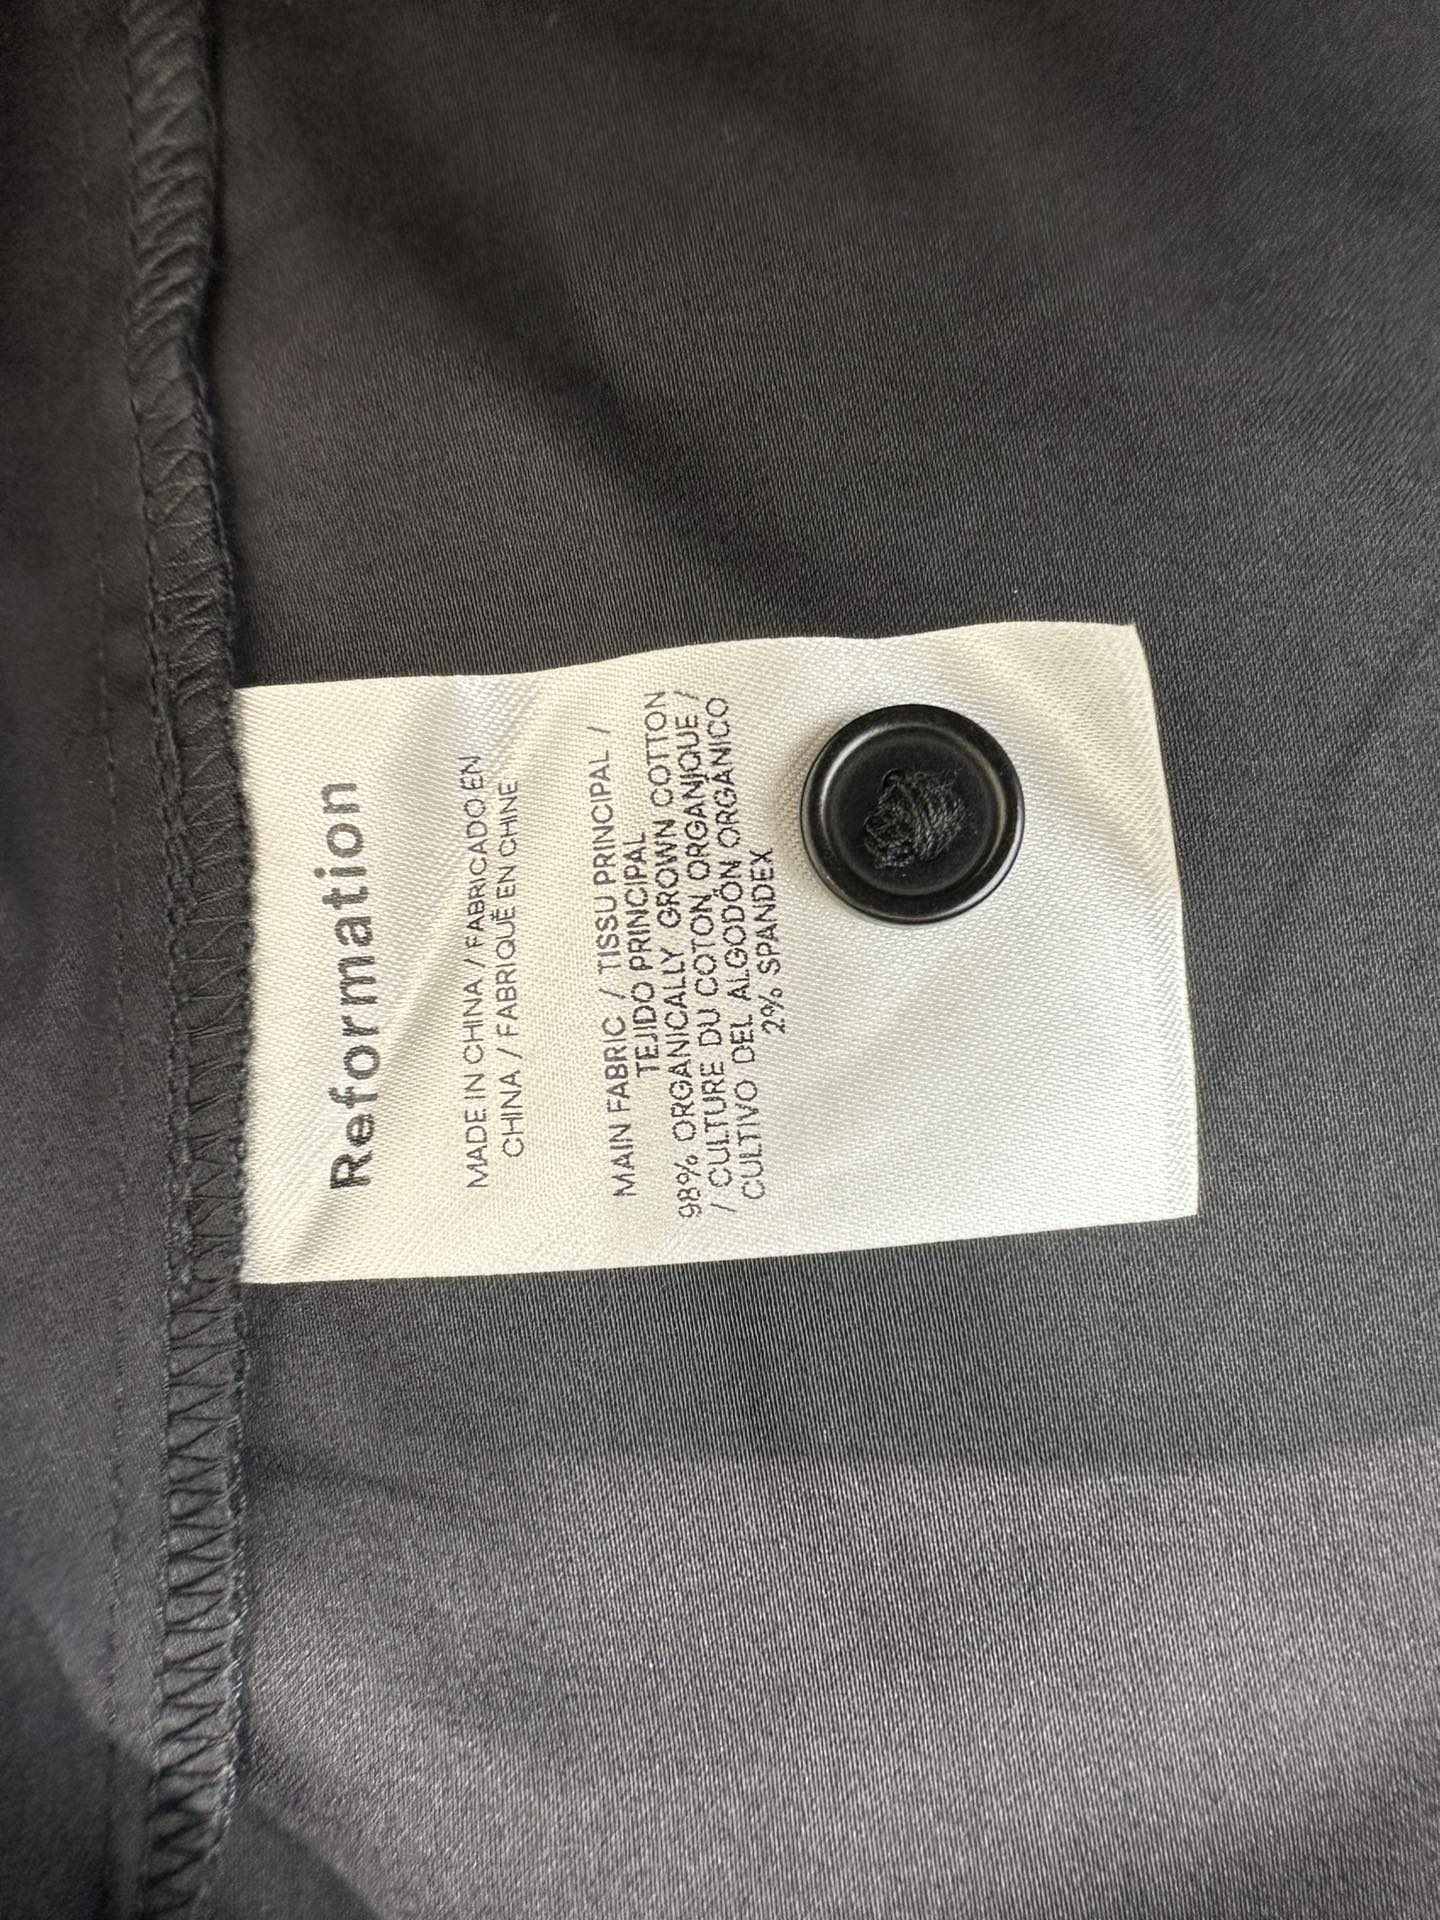 Reformation
MADE IN CHINA / FABRICADO EN
CHINA / FABRIQUÉ EN CHINE
MAIN FABRIC / TISSU PRINCIPAL /
TEJIDO PRINCIPAL
98% ORGANICALLY GROWN COTTON
/ CULTURE DU COTON ORGANIQUE /
CULTIVO DEL ALGODÓN ORGÁNICO
2% SPANDEX